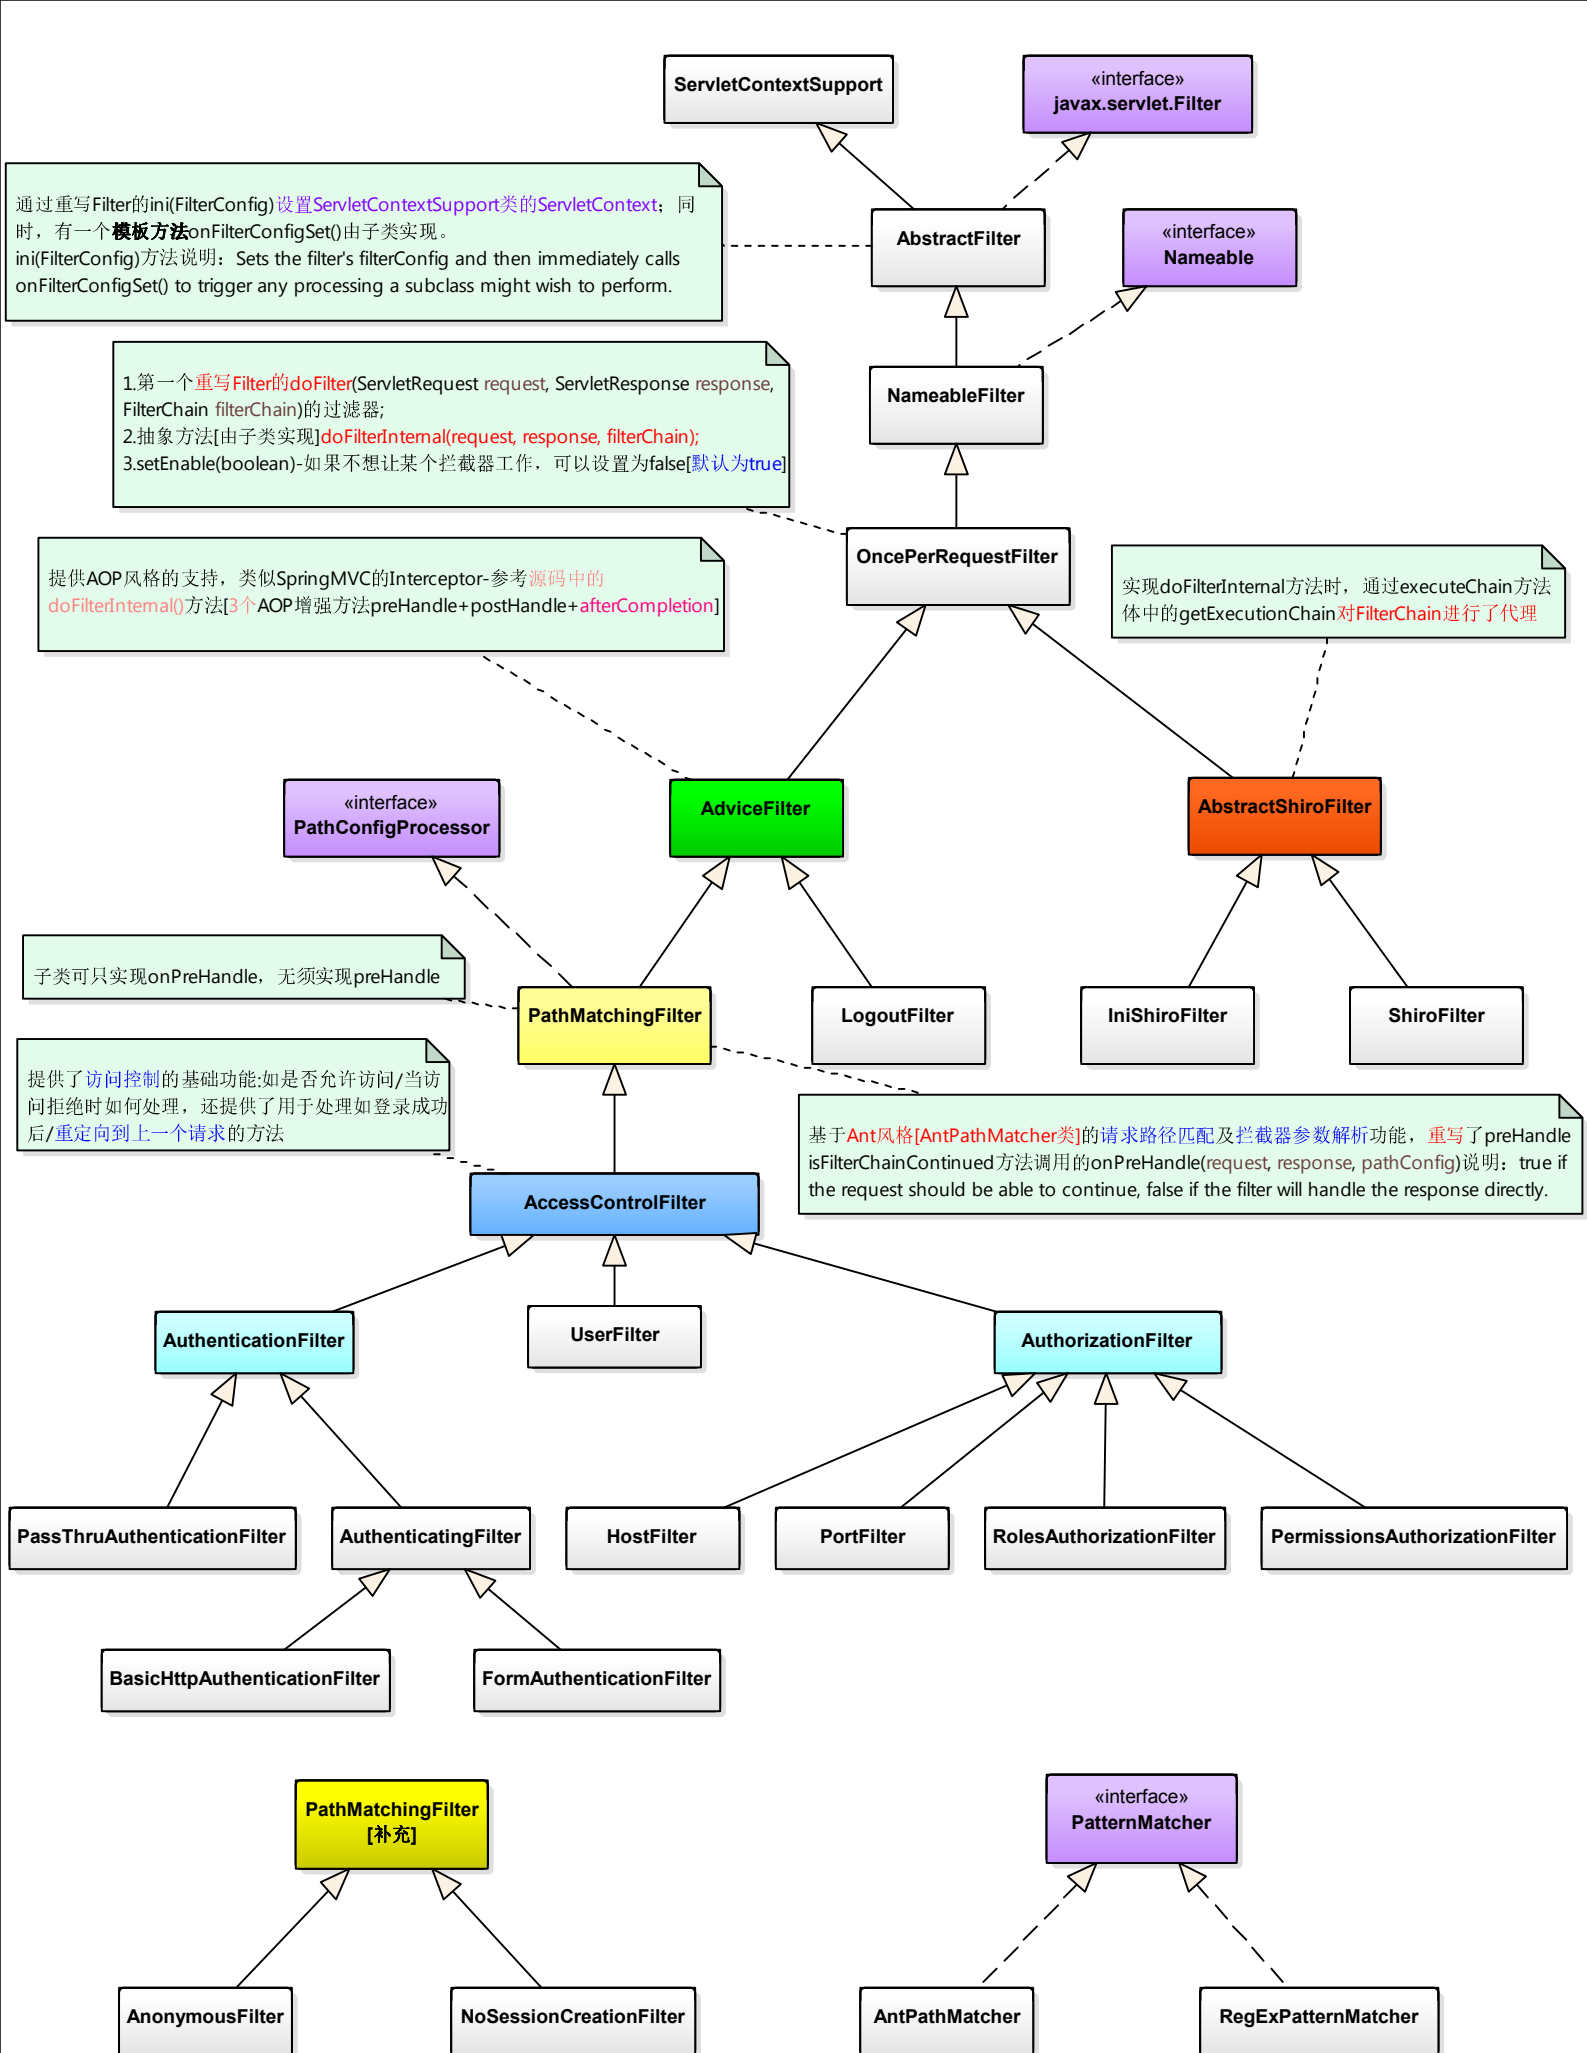 ServletContextSupport
«interface»
javax.servlet.Filter
通过重写Filter的ini(FilterConfig)设置ServletContextSupport类的ServletContext；同
时，有一个模板方法onFilterConfigSet()由子类实现。
ini(FilterConfig)方法说明：Sets the filter's filterConfig and then immediately calls
onFilterConfigSet() to trigger any processing a subclass might wish to perform.
AbstractFilter
«interface»
Nameable
1.第一个重写Filter的doFilter(ServletRequest request, ServletResponse response,
FilterChain filterChain)的过滤器;
2.抽象方法[由子类实现]doFilterInternal(request, response, filterChain);
3.setEnable(boolean)-如果不想让某个拦截器工作，可以设置为false[默认为true]
NameableFilter
OncePerRequestFilter
提供AOP风格的支持，类似SpringMVC的Interceptor-参考源码中的
doFilterInternal()方法[3个AOP增强方法preHandle+postHandle+afterCompletion]
实现doFilterInternal方法时，通过executeChain方法
体中的getExecutionChain对FilterChain进行了代理
«interface»
PathConfigProcessor
AdviceFilter
AbstractShiroFilter
子类可只实现onPreHandle，无须实现preHandle
PathMatchingFilter
LogoutFilter
IniShiroFilter
ShiroFilter
提供了访问控制的基础功能:如是否允许访问/当访
问拒绝时如何处理，还提供了用于处理如登录成功
后/重定向到上一个请求的方法
基于Ant风格[AntPathMatcher类]的请求路径匹配及拦截器参数解析功能，重写了preHandle
isFilterChainContinued方法调用的onPreHandle(request, response, pathConfig)说明：true if
the request should be able to continue, false if the filter will handle the response directly.
AccessControlFilter
AuthenticationFilter
UserFilter
AuthorizationFilter
PassThruAuthenticationFilter
AuthenticatingFilter
HostFilter
PortFilter
RolesAuthorizationFilter
PermissionsAuthorizationFilter
BasicHttpAuthenticationFilter
FormAuthenticationFilter
PathMatchingFilter
[补充]
«interface»
PatternMatcher
AnonymousFilter
NoSessionCreationFilter
AntPathMatcher
RegExPatternMatcher